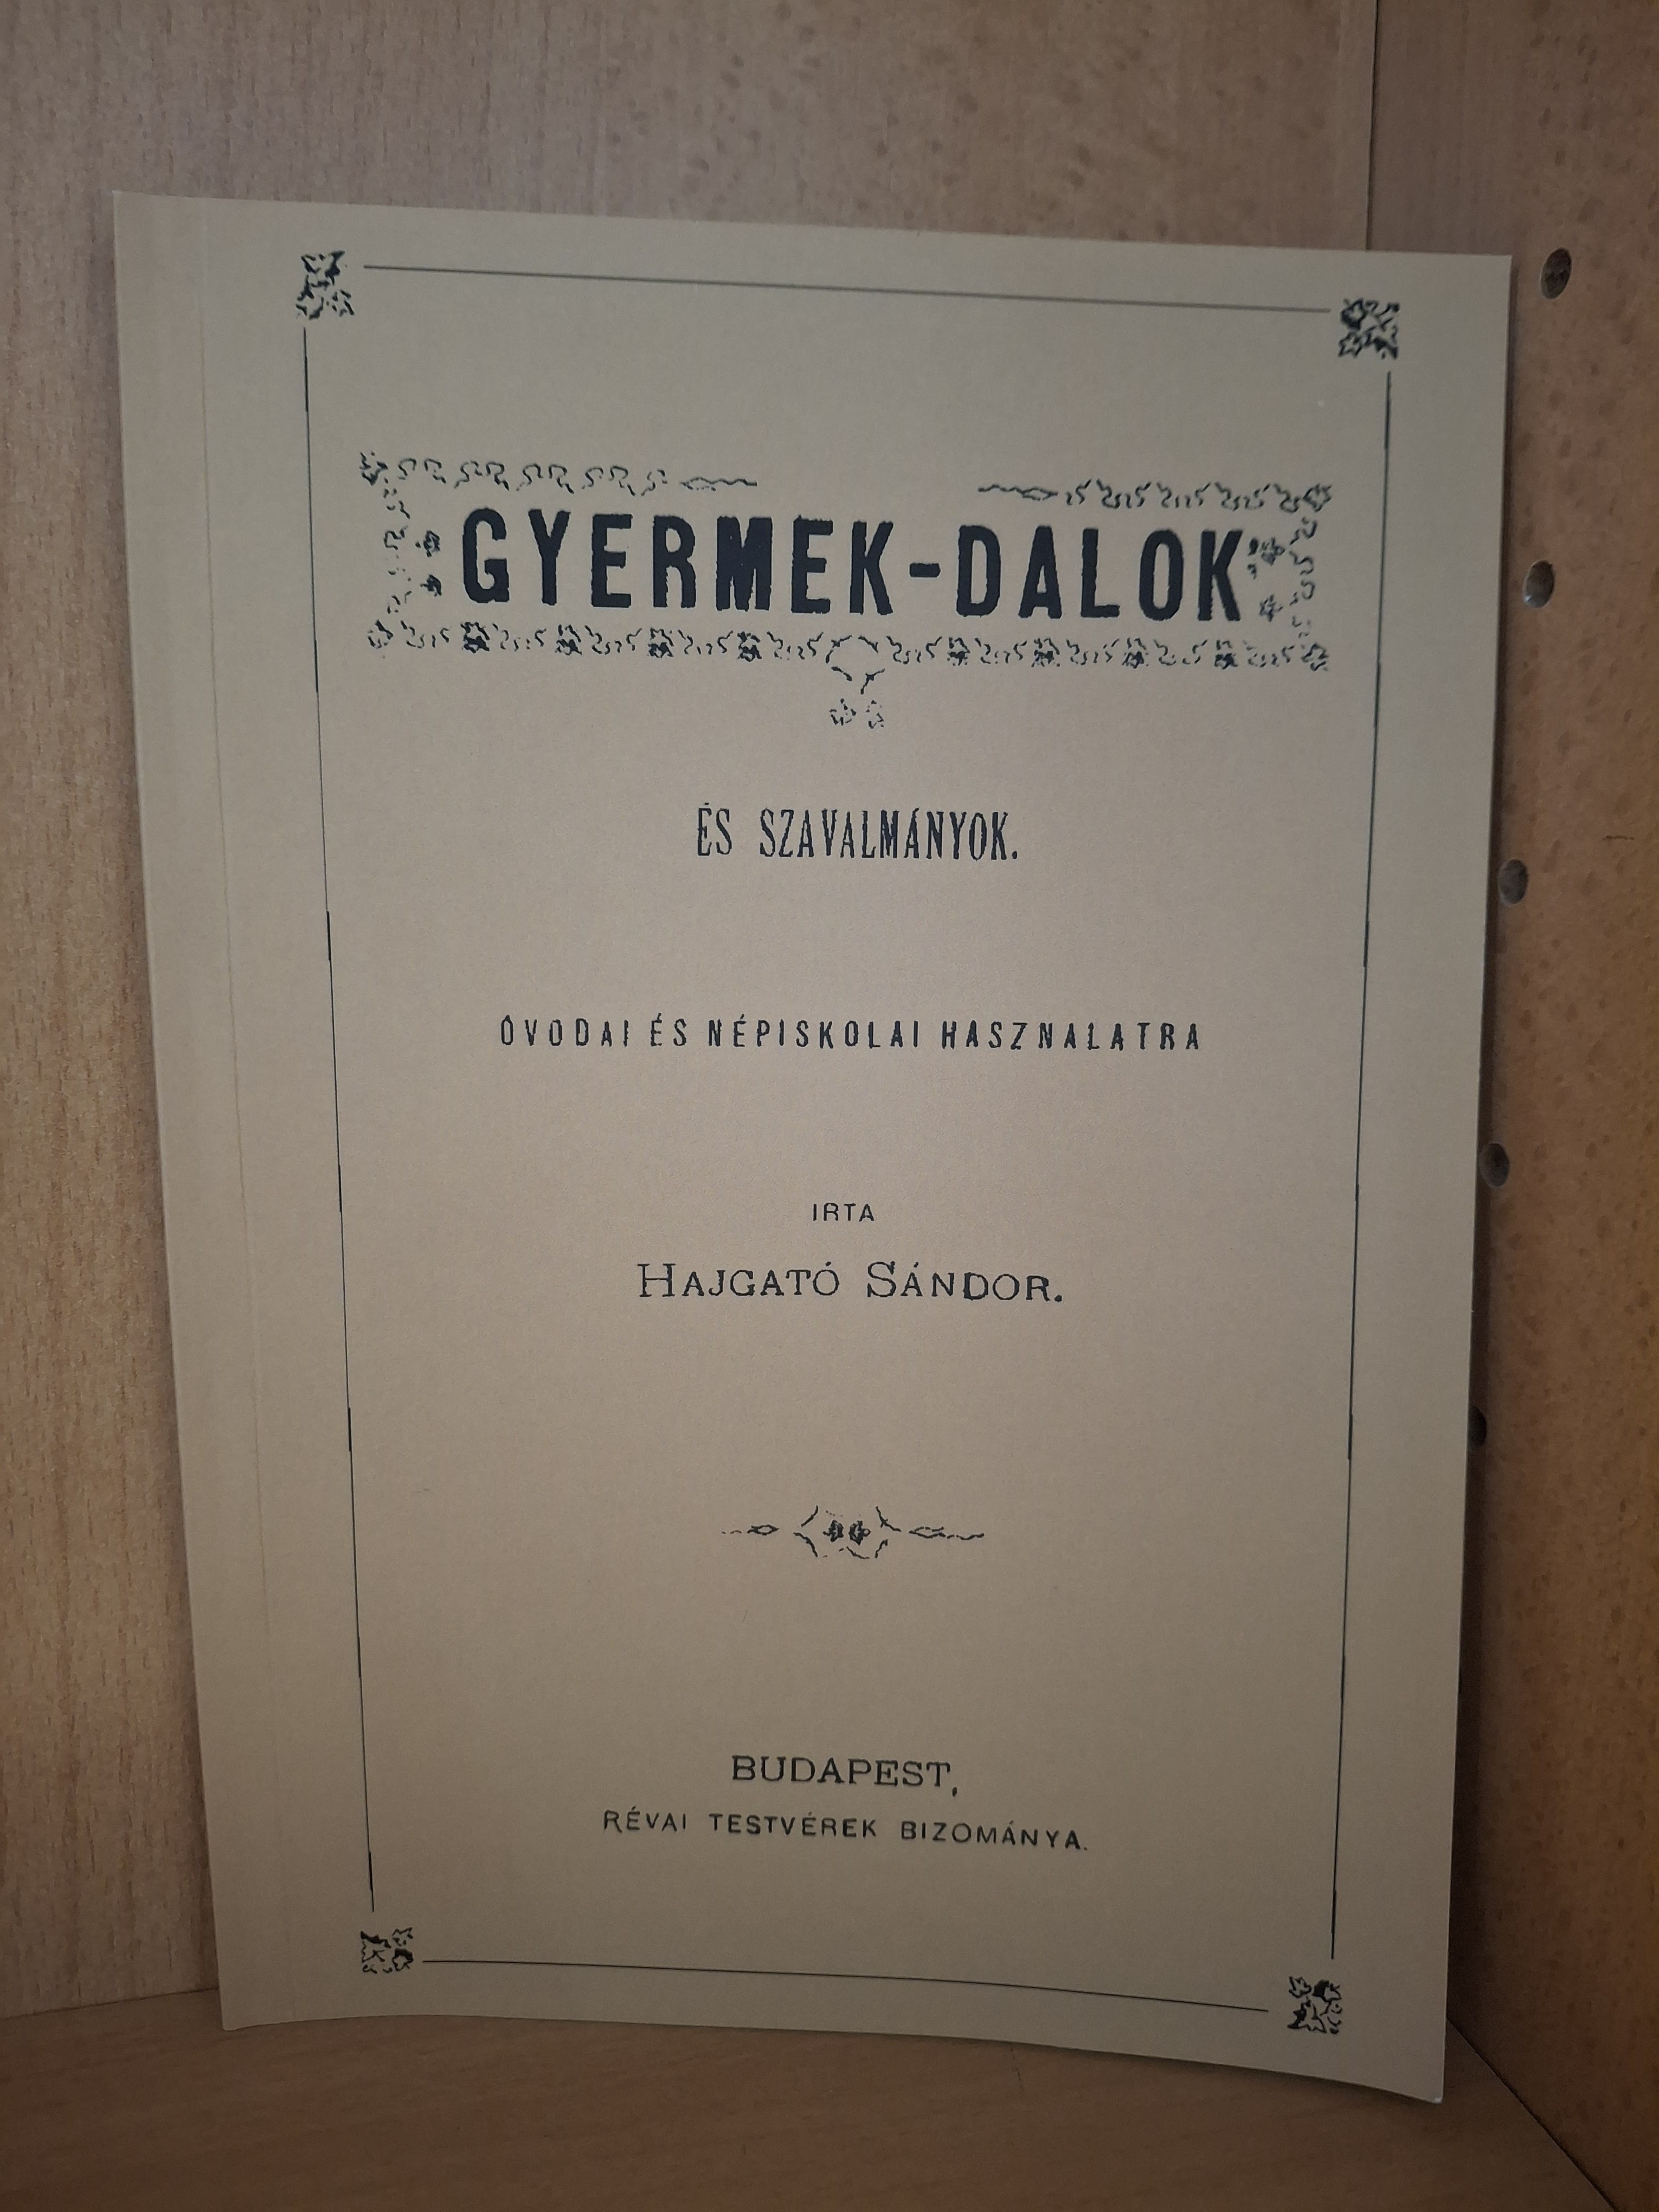 GYERMEK-DALOK
ÉS SZAVALMÁNYOK.
ÓVODAI ÉS NÉPISKOLAI HASZNALATRA
IRTA
HAJGATÓ SÁNDOR.
BUDAPEST,
RÉVAI TESTVÉREK BIZOMÁNYA.